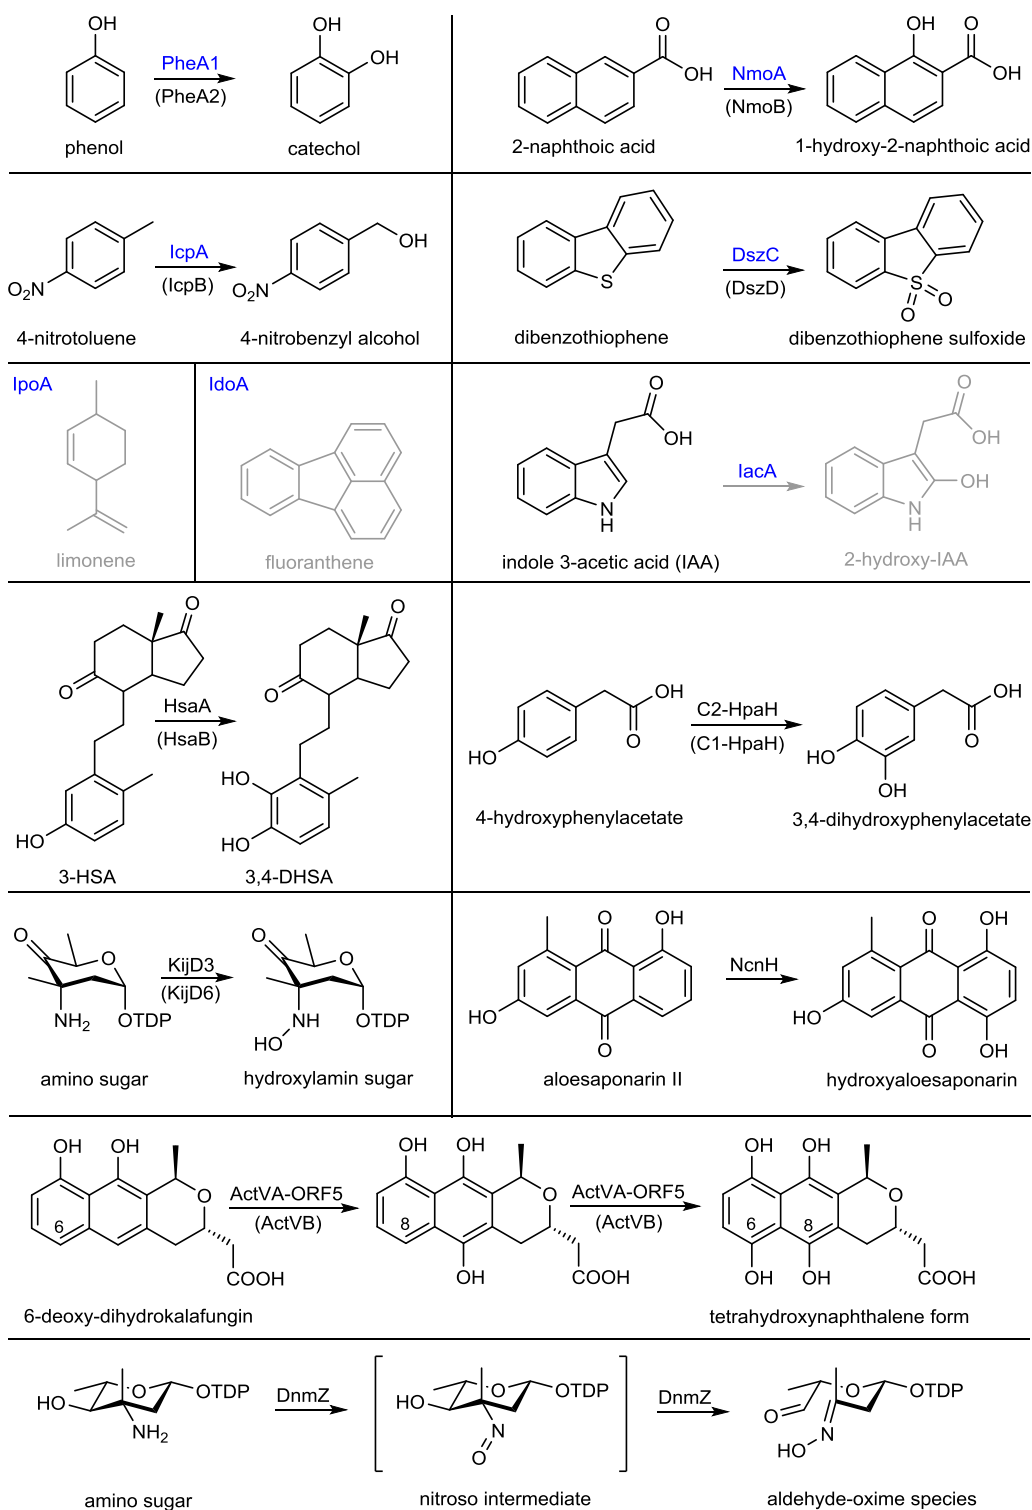 OH
OH
OH
PheA1
(PheA2)
phenol
catechol
O
OH
NmoA
(NmoB)
OH
O
OH
2-naphthoic acid
1-hydroxy-2-naphthoic acid
O2N
IcpA
(IcpB)
OH
O2N
4-nitrotoluene
4-nitrobenzyl alcohol
S
DszC
(DszD)
S
O
O
dibenzothiophene
dibenzothiophene sulfoxide
IpoA
limonene
IdoA
fluoranthene
O
OH
N
H
IacA
O
OH
OH
N
H
indole 3-acetic acid (IAA)
2-hydroxy-IAA
O
O
HO
HsaA
(HsaB)
O
O
HO
HO
3-HSA
3,4-DHSA
OH
O
HO
C2-HpaH
(C1-HpaH)
OH
O
HO
OH
4-hydroxyphenylacetate
3,4-dihydroxyphenylacetate
O
O
NH2
OTDP
KijD3
(KijD6)
O
O
NH
OTDP
HO
amino sugar
hydroxylamin sugar
O
OH
HO
O
NcnH
O
OH
HO
O
OH
aloesaponarin II
hydroxyaloesaponarin
OH
OH
O
6
COOH
ActVA-ORF5
(ActVB)
OH
OH
O
8
OH
COOH
ActVA-ORF5
(ActVB)
OH
OH
O
6
8
OH
OH
COOH
6-deoxy-dihydrokalafungin
tetrahydroxynaphthalene form
O
OTDP
HO
NH2
DnmZ
O
OTDP
HO
N
O
DnmZ
O
OTDP
O
N
HO
amino sugar
nitroso intermediate
aldehyde-oxime species